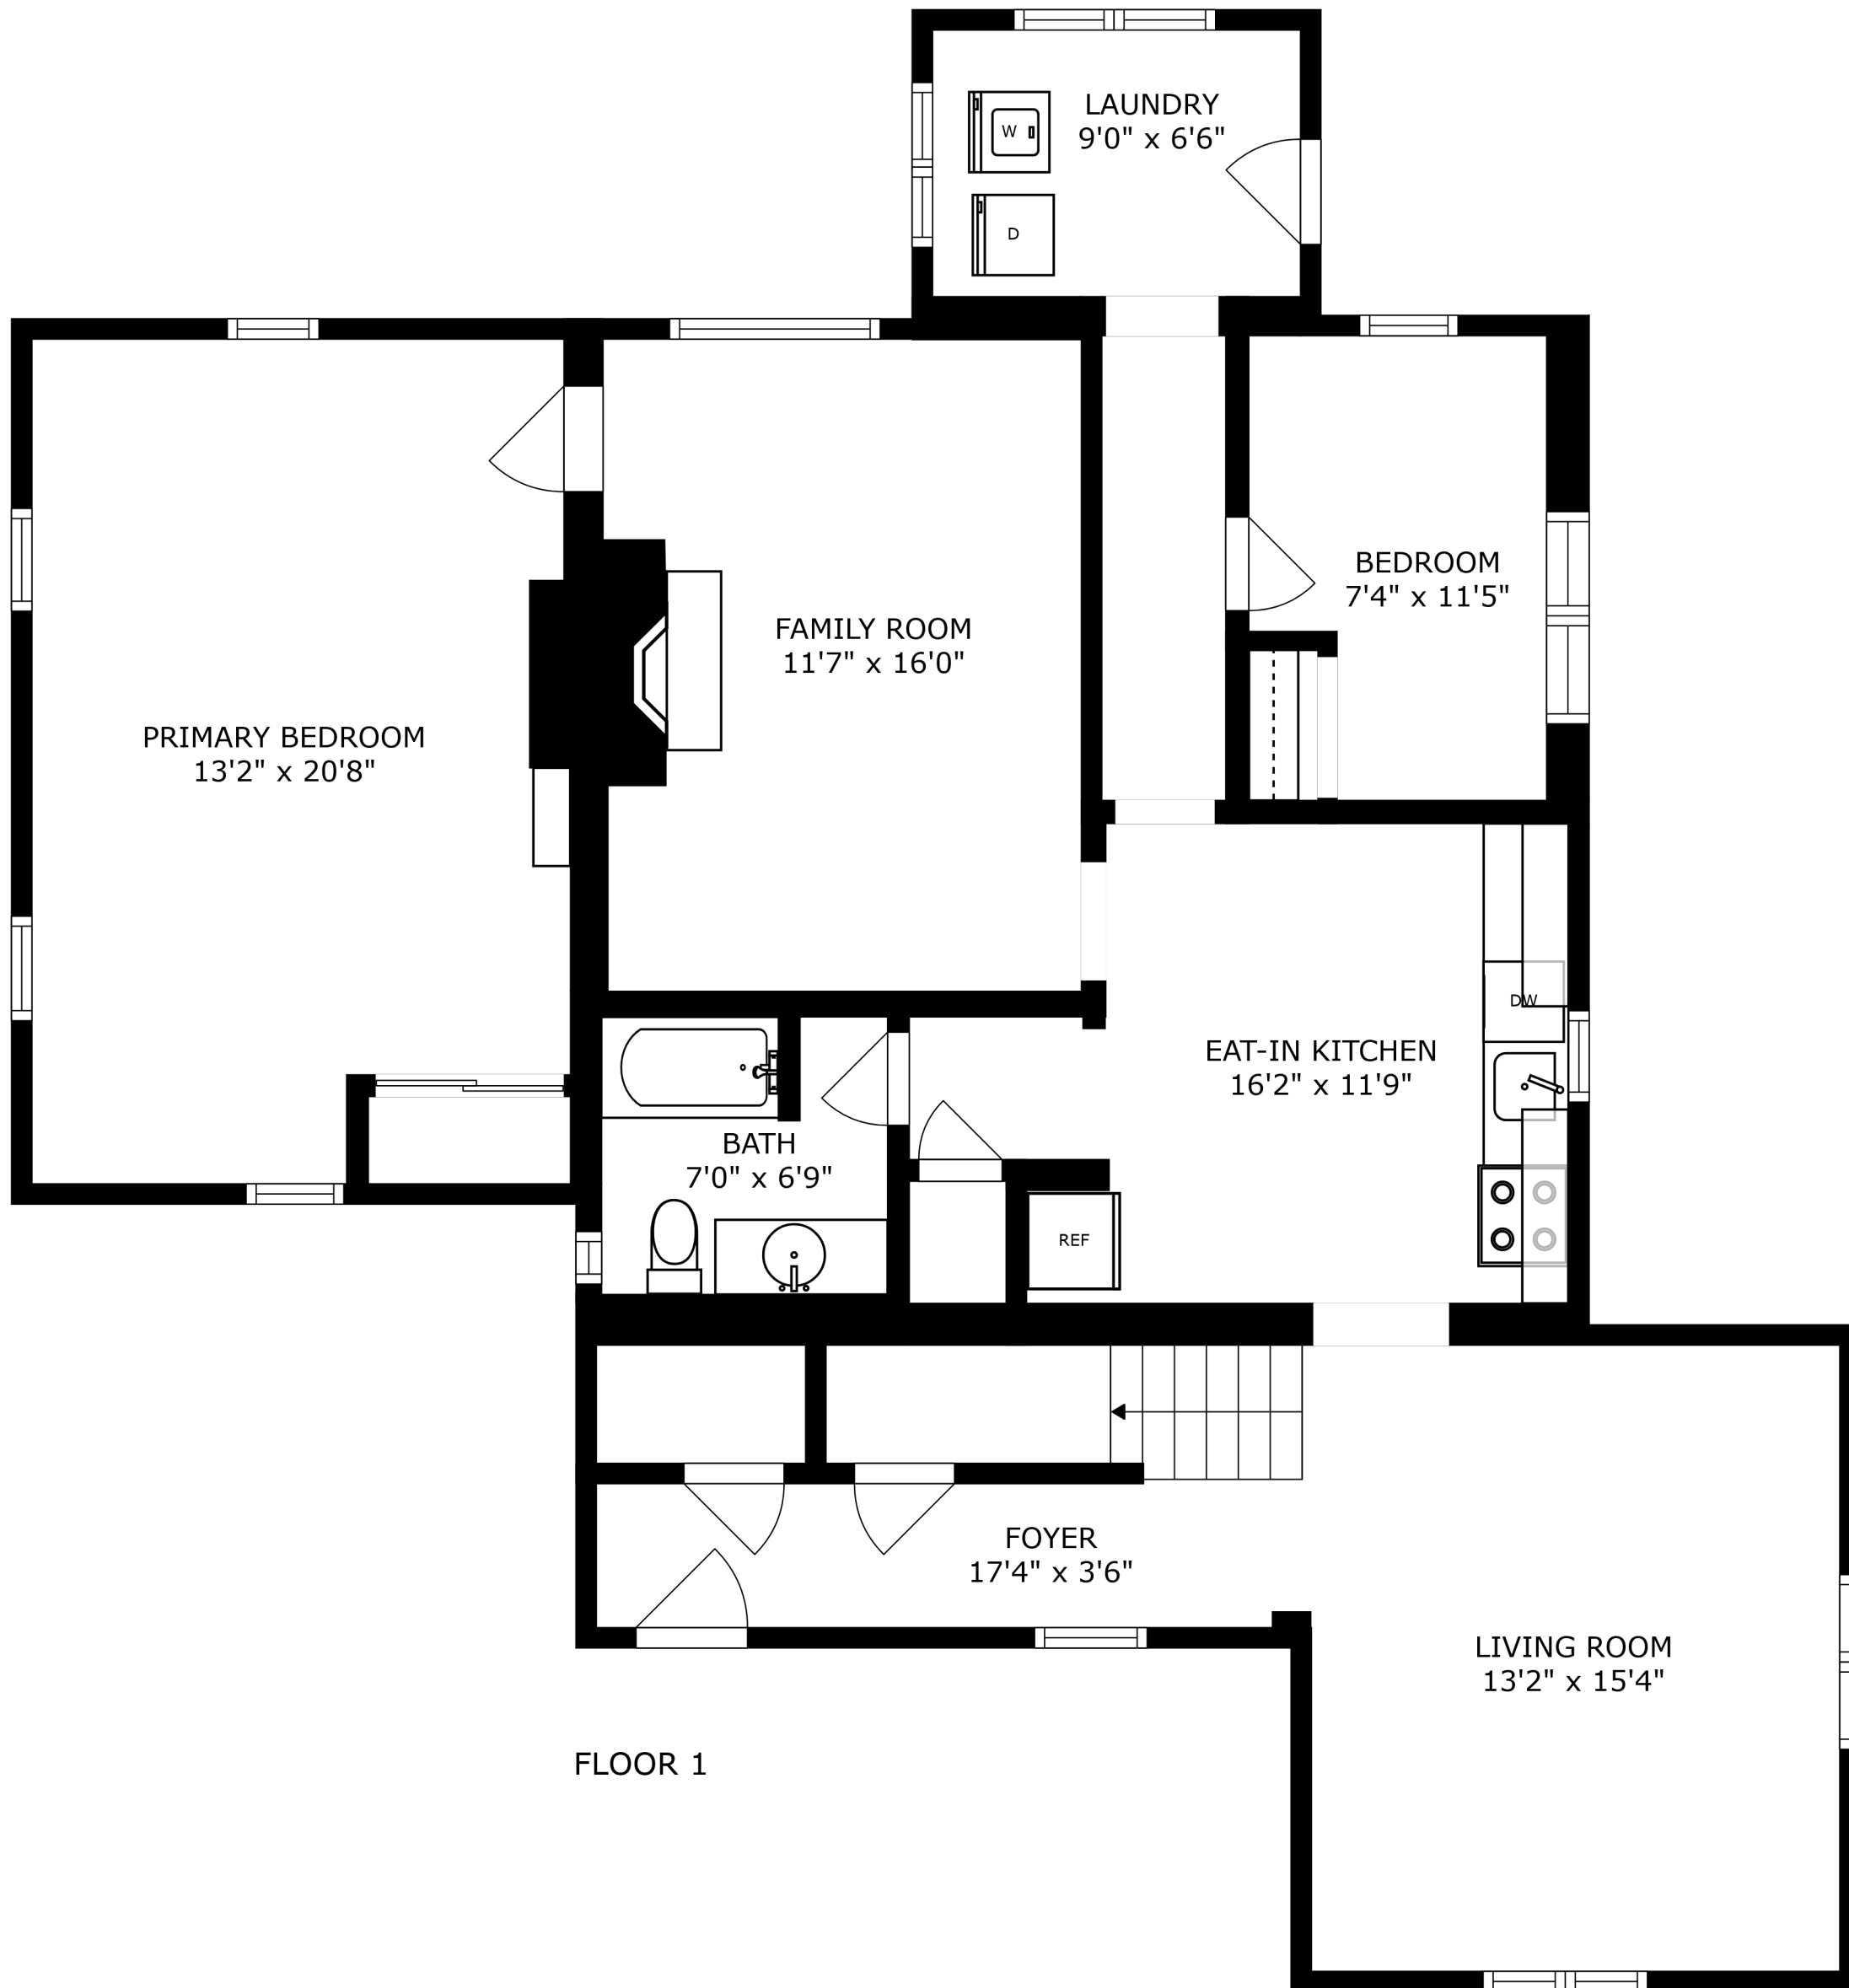 LAUNDRY
9'0" x 6'6"
W
D
BEDROOM
7'4" x 11'5"
FAMILY ROOM
11'7" x 16'0"
PRIMARY BEDROOM
13'2" x 20'8"
DW
EAT-IN KITCHEN
16'2" x 11'9"
BATH
7'0" x 6'9"
REF
FOYER
17'4" x 3'6"
LIVING ROOM
13'2" x 15'4"
FLOOR 1